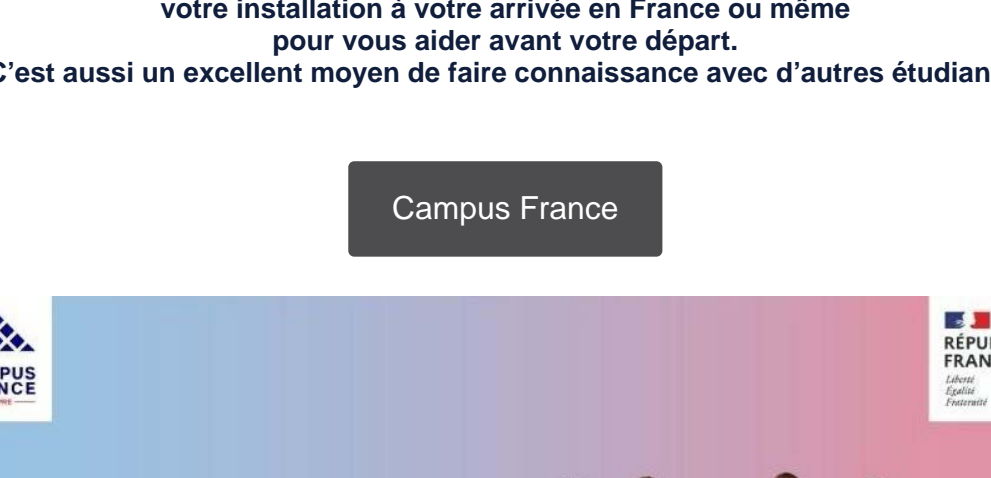 votre installation à votre arrivée en France ou même
pour vous aider avant votre départ.
C'est aussi un excellent moyen de faire connaissance avec d'autres étudian
Campus France
PUS
NCE
RÉPU
FRAN
Liberté
Égalité
Fraternité